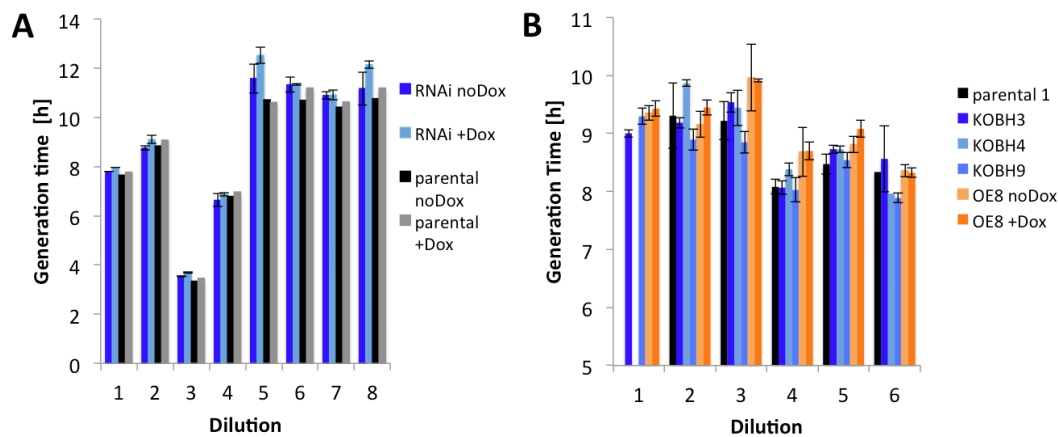 A
Generation time [h]
14
12
10
8
6
4
2
0
1 2 3 4 5 6 7 8
Dilution
RNAi noDox
RNAi +Dox
parental
noDox
parental
+Dox
B
Generation Time [h]
11
10
9
8
7
6
5
1 2 3 4 5 6
Dilution
parental 1
KOBH3
KOBH4
KOBH9
OE8 noDox
OE8 +Dox